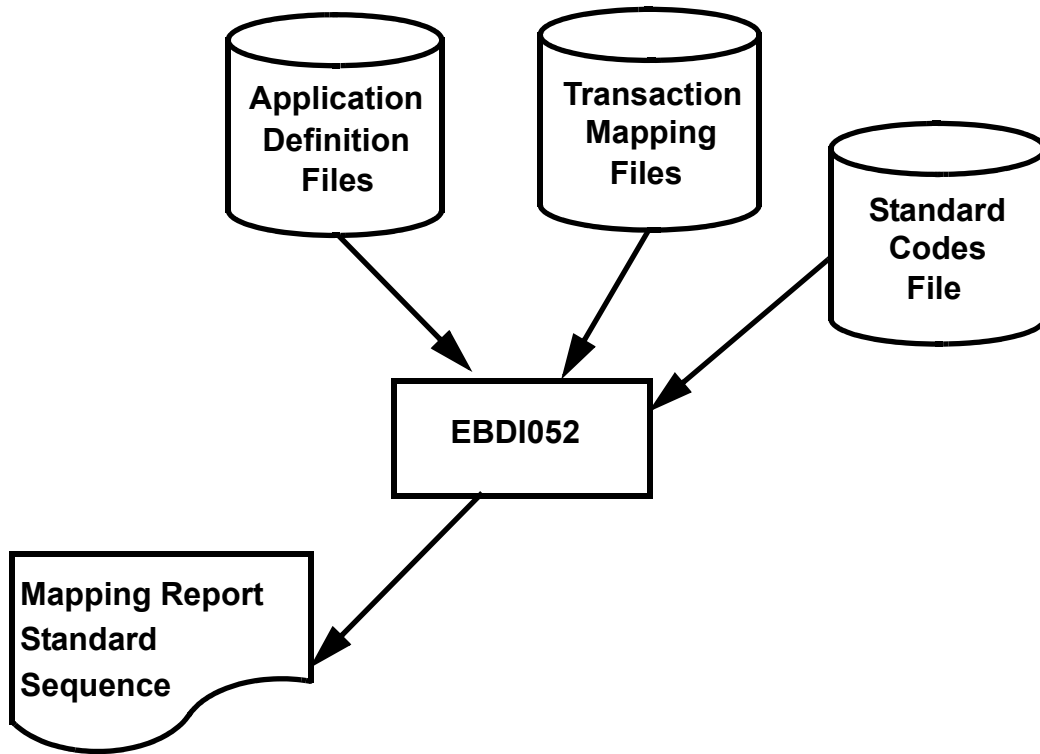 Application
Definition
Files
Transaction
Mapping
Files
Standard
Codes
File
EBDI052
Mapping Report
Standard
Sequence